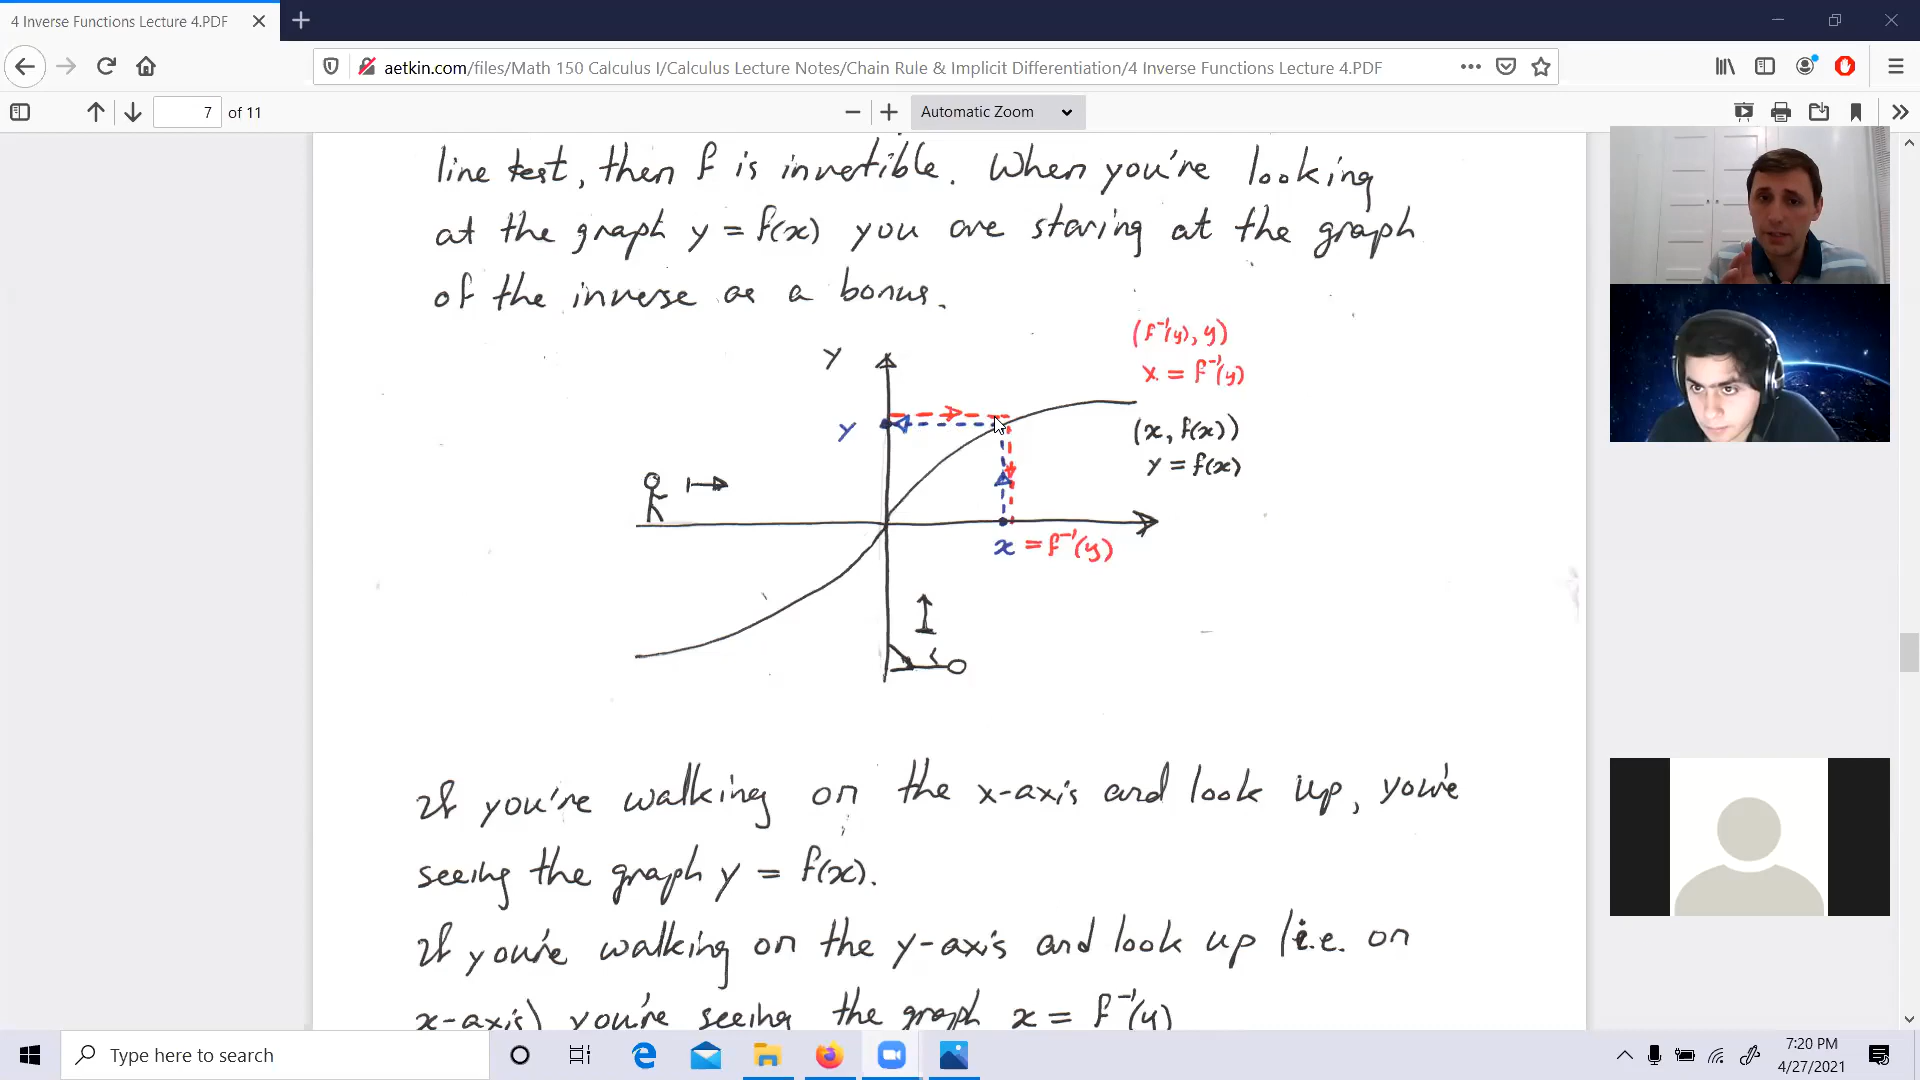 4 Inverse Functions Lecture 4.PDF
aetkin.com/files/Math 150 Calculus I/Calculus Lecture Notes/Chain Rule & Implicit Differentiation/4 Inverse Functions Lecture 4.PDF
7 of 11
Automatic Zoom
line test, then f is invertible. When you're looking
at the graph y = f(x) you are staring at the graph
of the inverse as a bonus.
(f⁻¹(y), y)
Y
x = f⁻¹(y)
y
(x, f(x))
y = f(x)
x = f⁻¹(y)
If you're walking on the x-axis and look up, you're
seeing the graph y = f(x).
If you're walking on the y-axis and look up (i.e. on
x-axis) you're seeing the graph x = f⁻¹(y)
Type here to search
7:20 PM
4/27/2021